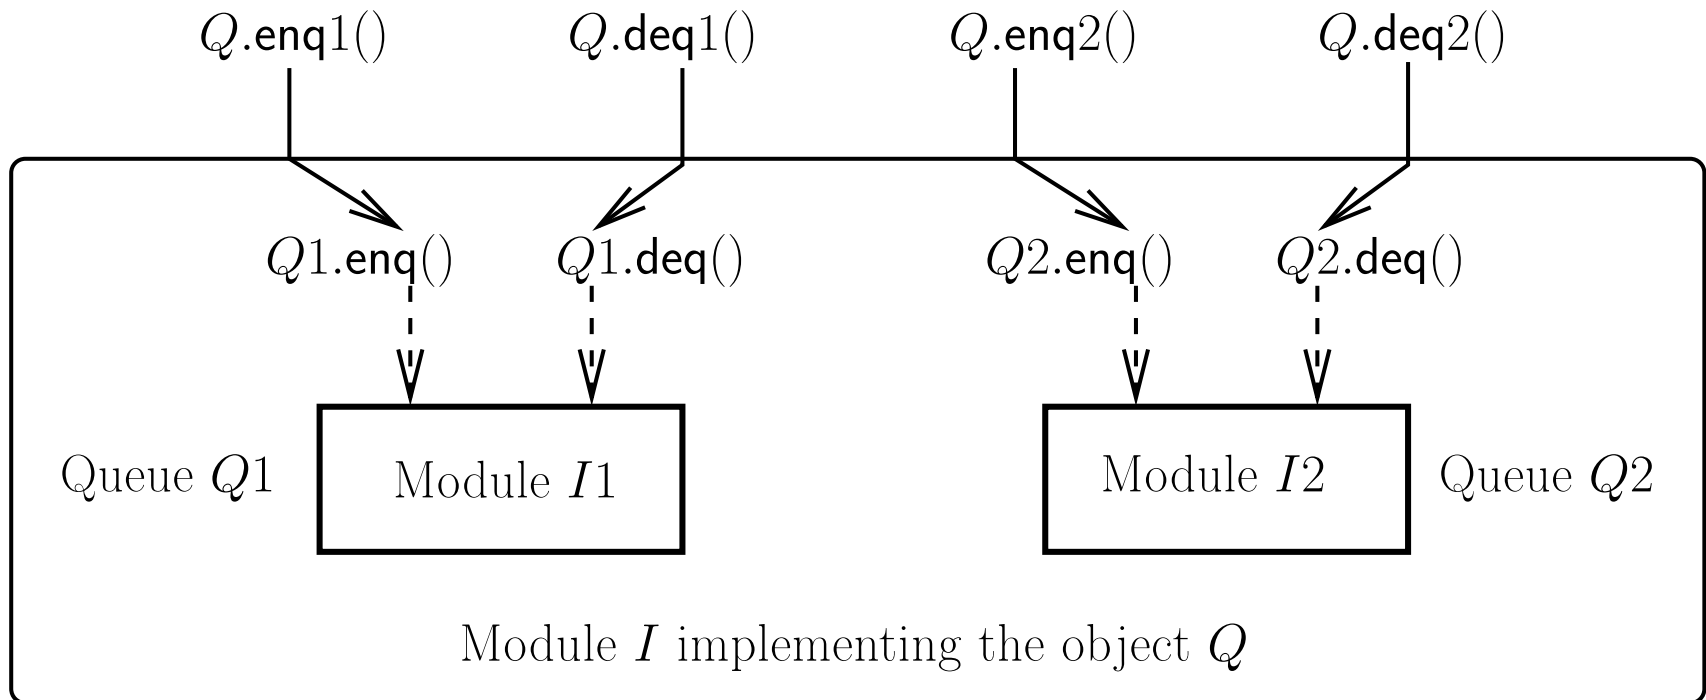 Q.enq1() Q.deq1() Q.enq2() Q.deq2()
Q1.enq() Q1.deq() Q2.enq() Q2.deq()
Queue Q1 Module I1 Module I2 Queue Q2
Module I implementing the object Q